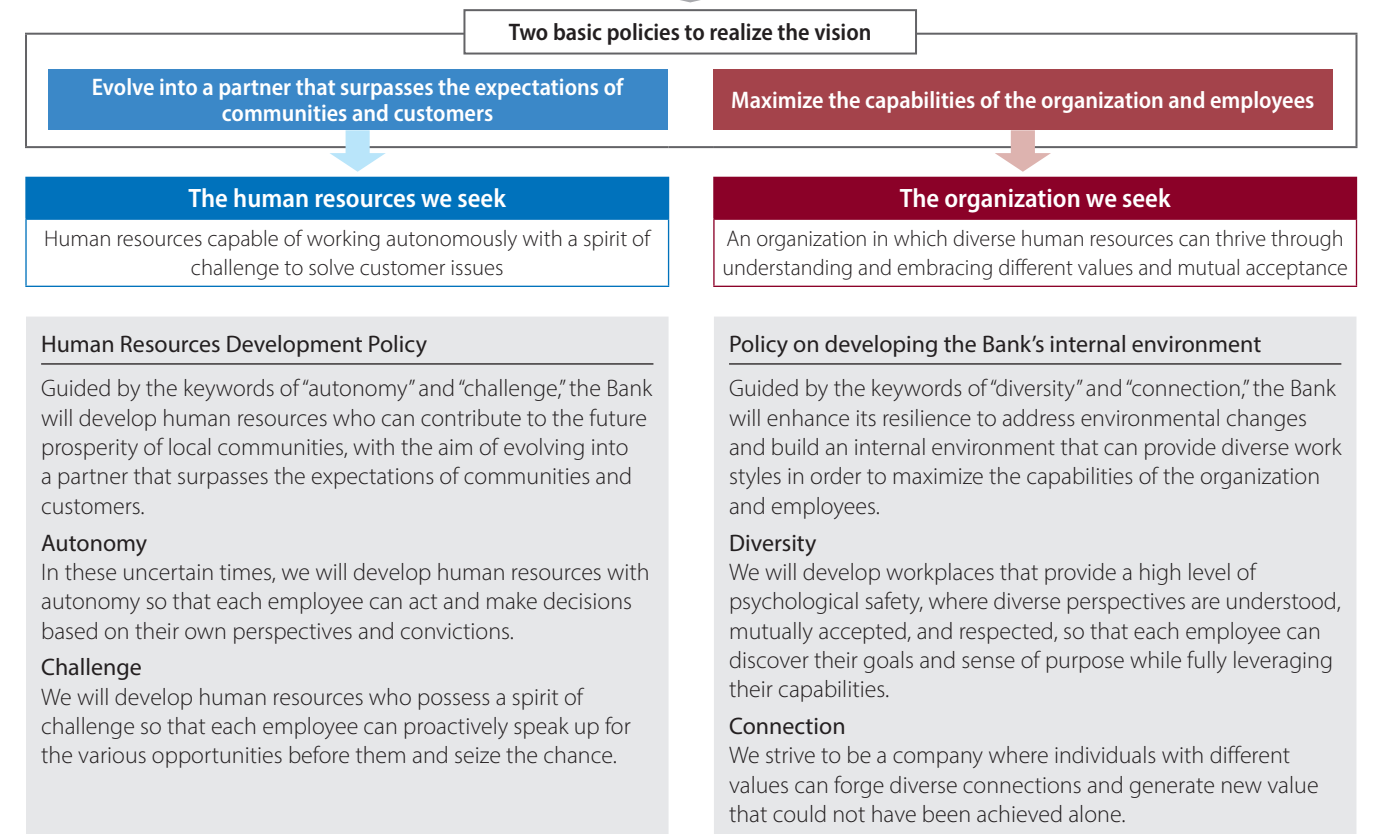 Two basic policies to realize the vision
Evolve into a partner that surpasses the expectations of
communities and customers
The human resources we seek
Human resources capable of working autonomously with a spirit of
challenge to solve customer issues
Human Resources Development Policy
Guided by the keywords of “autonomy” and “challenge,” the Bank
will develop human resources who can contribute to the future
prosperity of local communities, with the aim of evolving into
a partner that surpasses the expectations of communities and
customers.
Autonomy
In these uncertain times, we will develop human resources with
autonomy so that each employee can act and make decisions
based on their own perspectives and convictions.
Challenge
We will develop human resources who possess a spirit of
challenge so that each employee can proactively speak up for
the various opportunities before them and seize the chance.
Maximize the capabilities of the organization and employees
The organization we seek
An organization in which diverse human resources can thrive through
understanding and embracing different values and mutual acceptance
Policy on developing the Bank’s internal environment
Guided by the keywords of “diversity” and “connection,” the Bank
will enhance its resilience to address environmental changes
and build an internal environment that can provide diverse work
styles in order to maximize the capabilities of the organization
and employees.
Diversity
We will develop workplaces that provide a high level of
psychological safety, where diverse perspectives are understood,
mutually accepted, and respected, so that each employee can
discover their goals and sense of purpose while fully leveraging
their capabilities.
Connection
We strive to be a company where individuals with different
values can forge diverse connections and generate new value
that could not have been achieved alone.